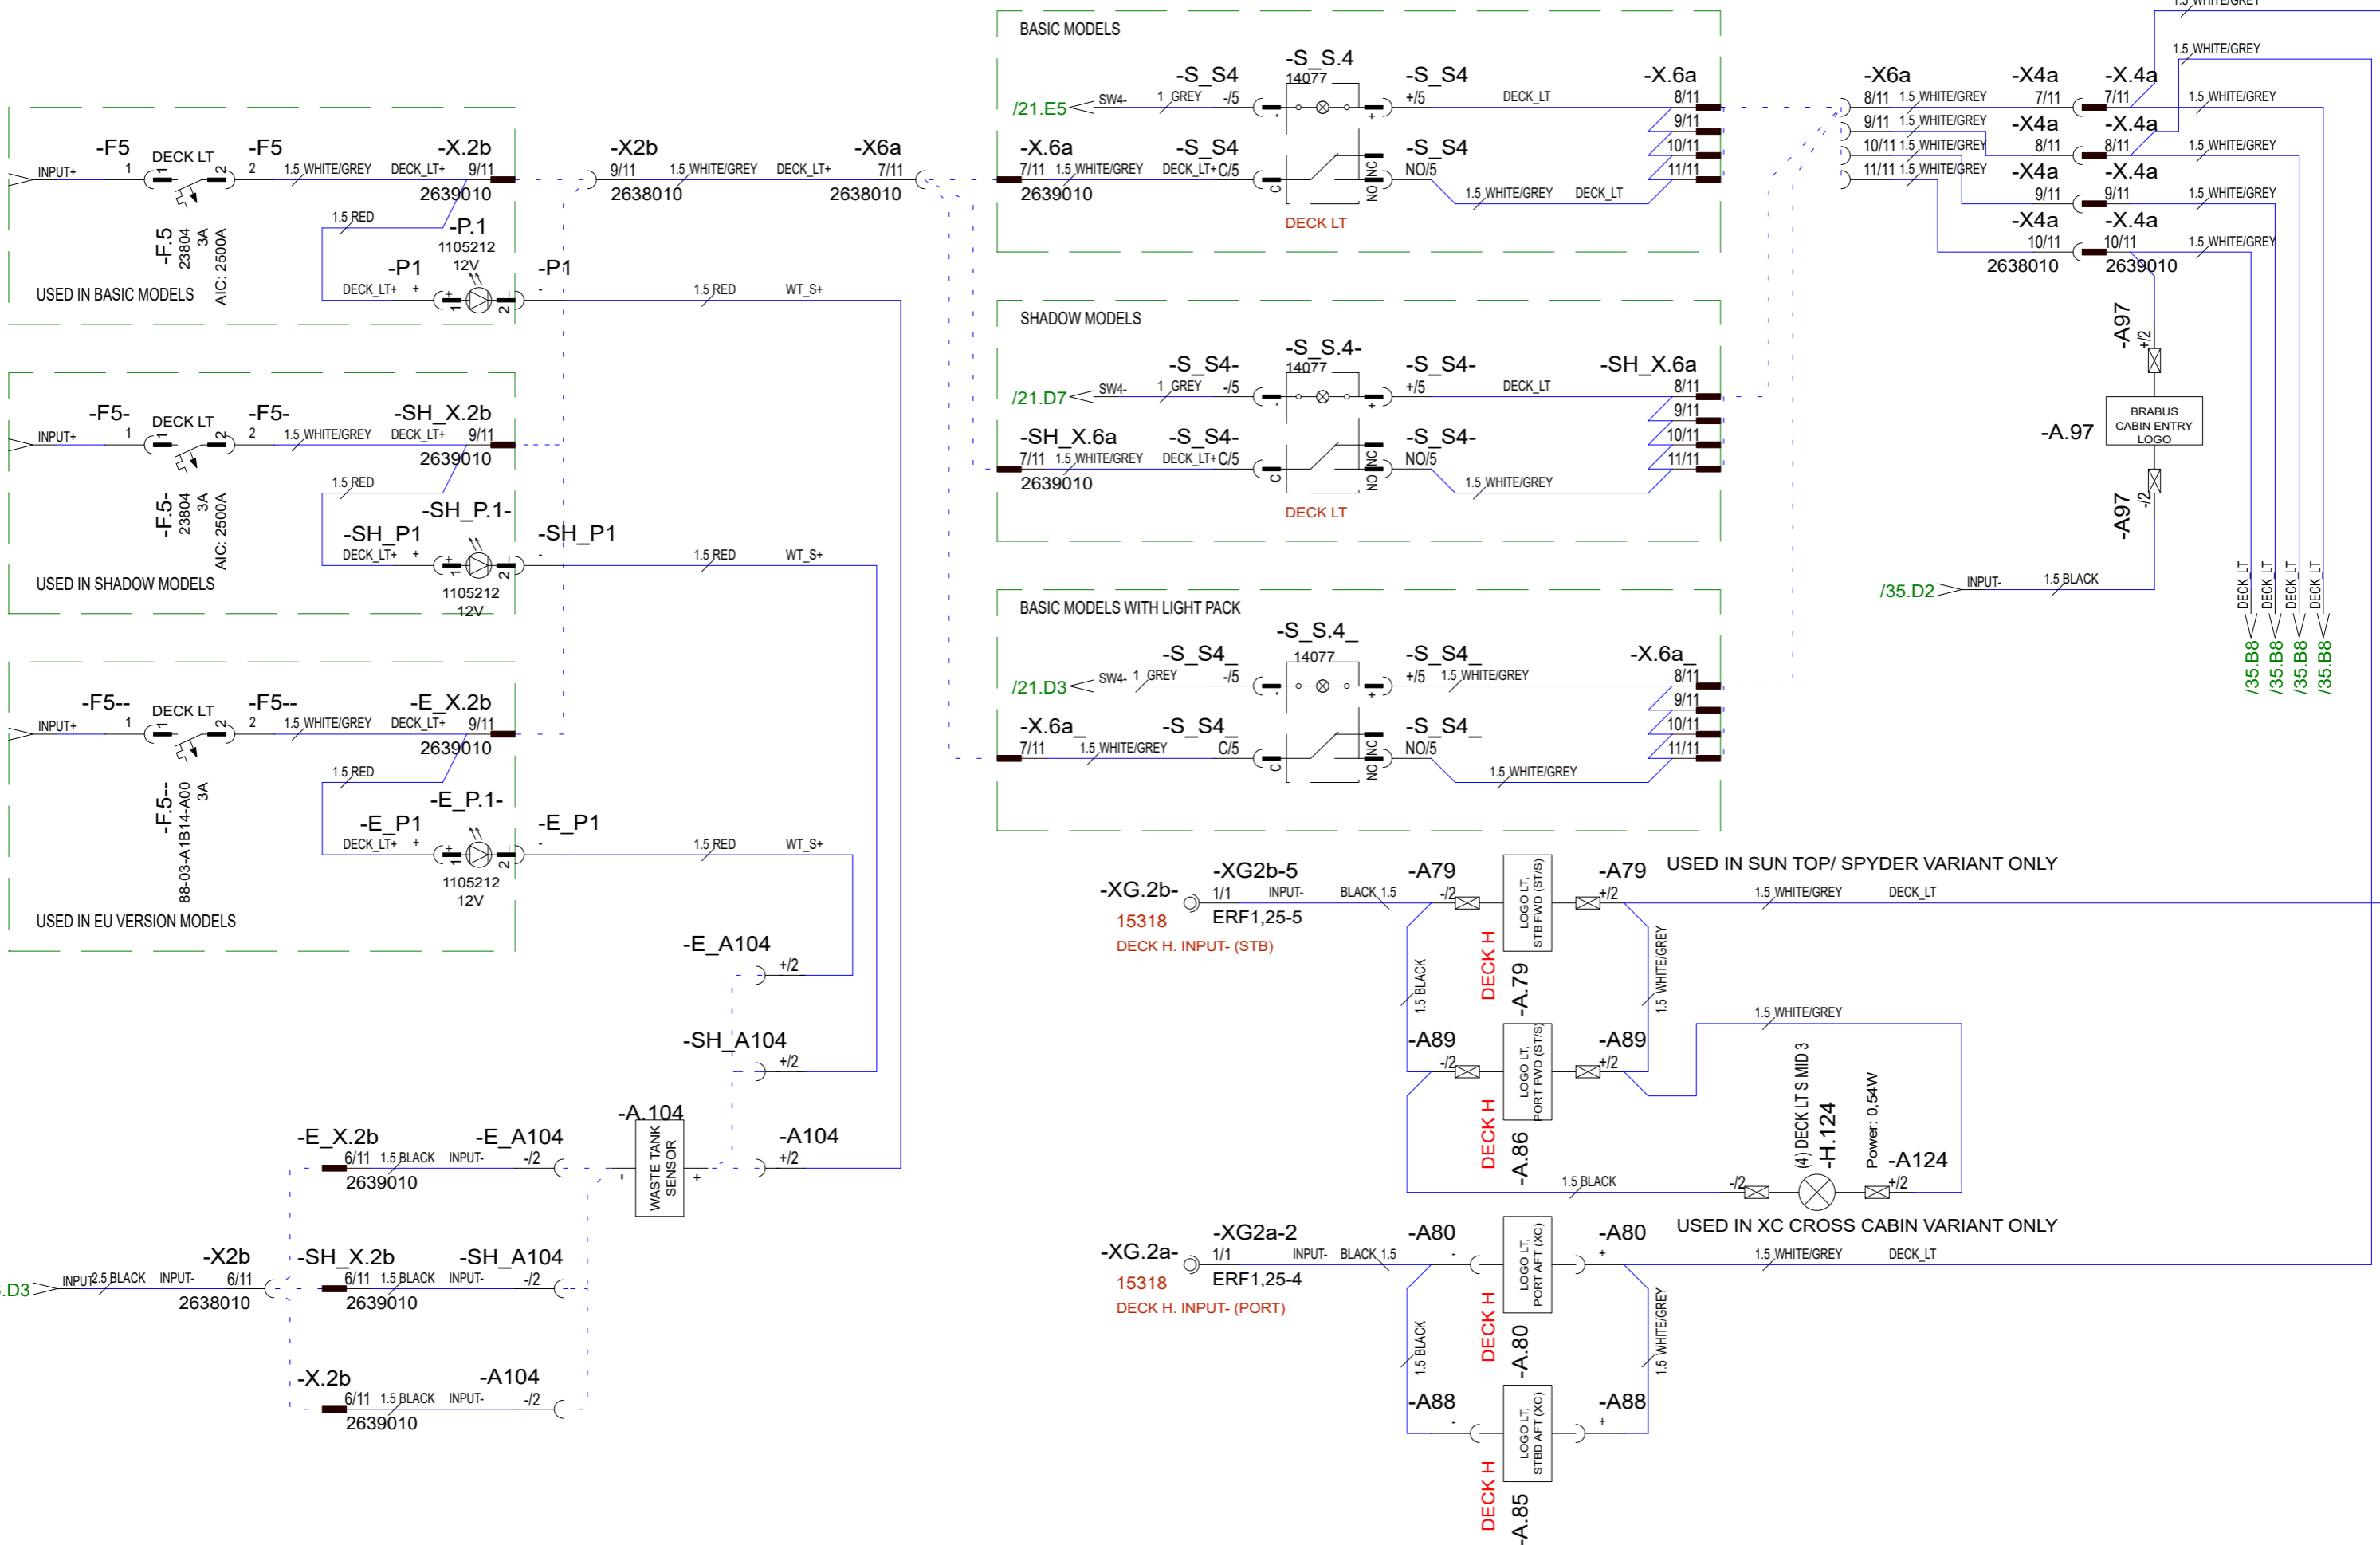 -F5
DECK LT
-F5
-X.2b
INPUT+
1
1
2
2
1.5 WHITE/GREY
DECK_LT+
9/11
2639010
1.5 RED
-P.1
1105212
12V
-F.5
23804
3A
AIC: 2500A
-P1
DECK_LT+
+
1
+
2
-P1
-
1.5 RED
WT_S+
USED IN BASIC MODELS
-F5-
DECK LT
-F5-
-SH_X.2b
INPUT+
1
1
2
2
1.5 WHITE/GREY
DECK_LT+
9/11
2639010
1.5 RED
-F.5-
23804
3A
AIC: 2500A
-SH_P.1-
-SH_P1
DECK_LT+
+
1
+
2
-SH_P1
-
1105212
12V
1.5 RED
WT_S+
USED IN SHADOW MODELS
-F5--
DECK LT
-F5--
-E_X.2b
INPUT+
1
1
2
2
1.5 WHITE/GREY
DECK_LT+
9/11
2639010
1.5 RED
-F.5--
88-03-A1B14-A00
3A
-E_P.1-
-E_P1
DECK_LT+
+
1
+
2
-E_P1
-
1105212
12V
1.5 RED
WT_S+
USED IN EU VERSION MODELS
-X2b
9/11
2638010
1.5 WHITE/GREY
DECK_LT+
-X6a
7/11
2638010
-E_A104
+/2
-SH_A104
+/2
-A.104
WASTE TANK
SENSOR
-
+
-A104
+/2
-E_X.2b
6/11
1.5 BLACK
INPUT-
-E_A104
-/2
2639010
.D3
INPUT-
2.5 BLACK
INPUT-
-X2b
6/11
2638010
-SH_X.2b
6/11
1.5 BLACK
INPUT-
-SH_A104
-/2
2639010
-X.2b
6/11
1.5 BLACK
INPUT-
-A104
-/2
2639010
BASIC MODELS
/21.E5
SW4-
1 GREY
-S_S4
-/5
-S_S.4
14077
-
+
-S_S4
+/5
DECK_LT
-X.6a
8/11
9/11
10/11
11/11
-X.6a
7/11
1.5 WHITE/GREY
DECK_LT+
2639010
-S_S4
C/5
C
NO
NC
-S_S4
NO/5
1.5 WHITE/GREY
DECK_LT
DECK LT
SHADOW MODELS
/21.D7
SW4-
1 GREY
-S_S4-
-/5
-S_S.4-
14077
-
+
-S_S4-
+/5
DECK_LT
-SH_X.6a
8/11
9/11
10/11
11/11
-SH_X.6a
7/11
1.5 WHITE/GREY
DECK_LT+
2639010
-S_S4-
C/5
C
NO
NC
-S_S4-
NO/5
1.5 WHITE/GREY
DECK LT
BASIC MODELS WITH LIGHT PACK
/21.D3
SW4-
1 GREY
-S_S4_
-/5
-S_S.4_
14077
-
+
-S_S4_
+/5
1.5 WHITE/GREY
-X.6a_
8/11
9/11
10/11
11/11
-X.6a_
7/11
1.5 WHITE/GREY
-S_S4_
C/5
C
NO
NC
-S_S4_
NO/5
1.5 WHITE/GREY
1.5 WHITE/GREY
1.5 WHITE/GREY
-X6a
8/11
1.5 WHITE/GREY
-X4a
7/11
-X.4a
7/11
1.5 WHITE/GREY
9/11
1.5 WHITE/GREY
-X4a
8/11
-X.4a
8/11
1.5 WHITE/GREY
10/11
1.5 WHITE/GREY
-X4a
9/11
-X.4a
9/11
1.5 WHITE/GREY
11/11
1.5 WHITE/GREY
-X4a
10/11
2638010
-X.4a
10/11
2639010
1.5 WHITE/GREY
-A97
+/2
-A.97
BRABUS
CABIN ENTRY
LOGO
-A97
-/2
/35.D2
INPUT-
1.5 BLACK
DECK_LT
DECK_LT
DECK_LT
DECK_LT
/35.B8
/35.B8
/35.B8
/35.B8
USED IN SUN TOP/ SPYDER VARIANT ONLY
-XG.2b-
15318
DECK H. INPUT- (STB)
-XG2b-5
1/1
ERF1,25-5
INPUT-
BLACK 1.5
-A79
-/2
LOGO LT,
STB FWD (ST/S)
DECK H
-A.79
-A79
+/2
1.5 WHITE/GREY
DECK_LT
1.5 BLACK
1.5 WHITE/GREY
-A89
-/2
LOGO LT,
PORT FWD (ST/S)
DECK H
-A.86
-A89
+/2
1.5 WHITE/GREY
1.5 BLACK
(4) DECK LT S MID 3
-H.124
Power: 0,54W
-/2
-A124
+/2
USED IN XC CROSS CABIN VARIANT ONLY
-XG.2a-
15318
DECK H. INPUT- (PORT)
-XG2a-2
1/1
ERF1,25-4
INPUT-
BLACK 1.5
-A80
-
LOGO LT,
PORT AFT (XC)
DECK H
-A.80
-A80
+
1.5 WHITE/GREY
DECK_LT
1.5 BLACK
1.5 WHITE/GREY
-A88
-
LOGO LT,
STBD AFT (XC)
DECK H
-A.85
-A88
+